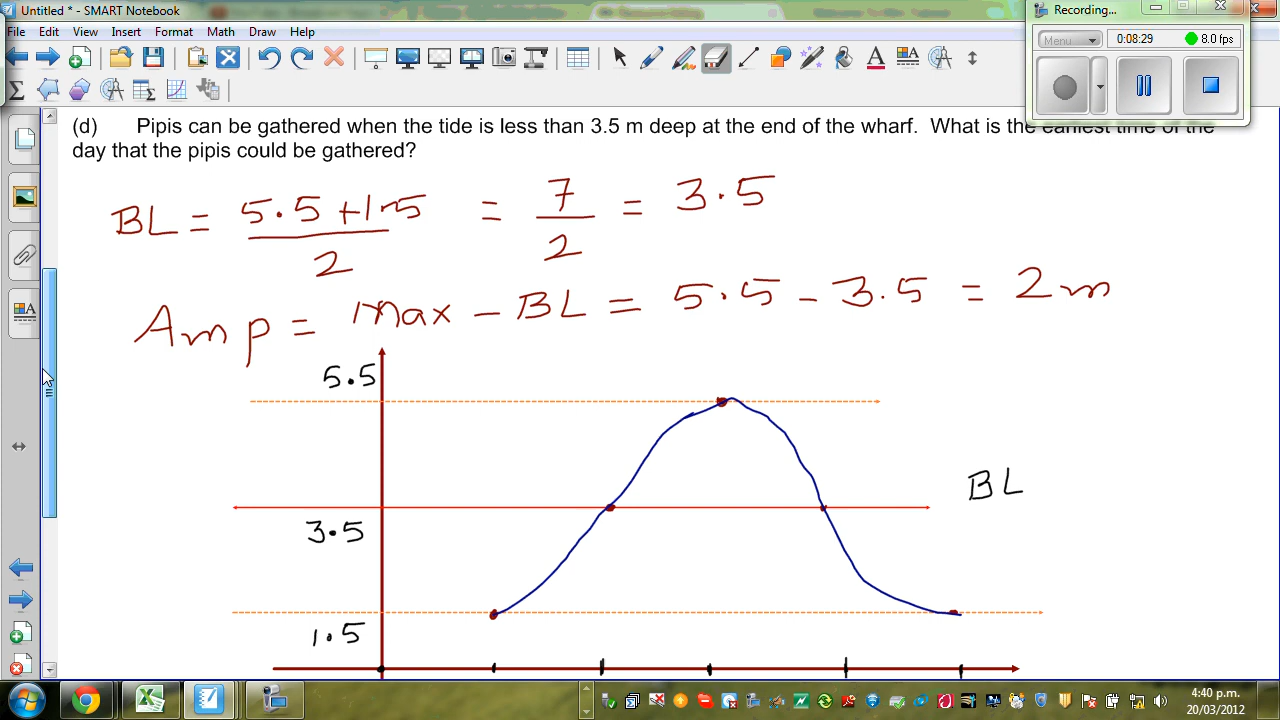 Untitled * - SMART Notebook
Recording...
File Edit View Insert Format Math Draw Help
Menu
0:08:29
8.0 fps
(d) Pipis can be gathered when the tide is less than 3.5 m deep at the end of the wharf. What is the earliest time of the
day that the pipis could be gathered?
BL = 5.5 + 1.5 / 2 = 7 / 2 = 3.5
Amp = max - BL = 5.5 - 3.5 = 2m
5.5
BL
3.5
1.5
4:40 p.m.
20/03/2012